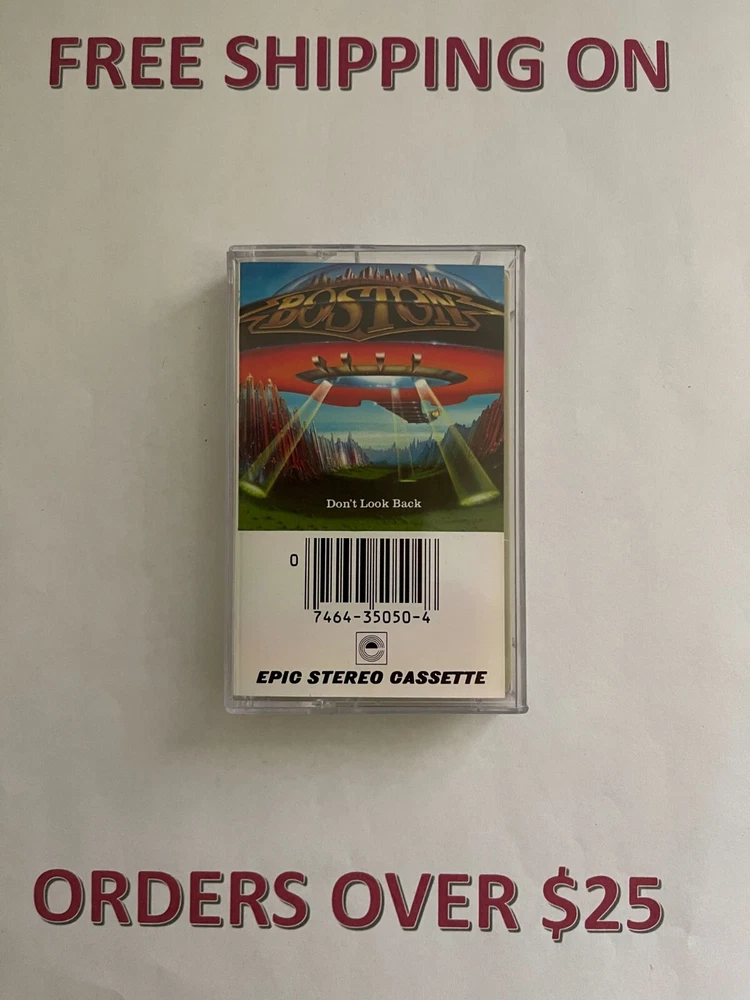 FREE SHIPPING ON
BOSTON
Don't Look Back
0
7464-35050-4
e
EPIC STEREO CASSETTE
ORDERS OVER $25